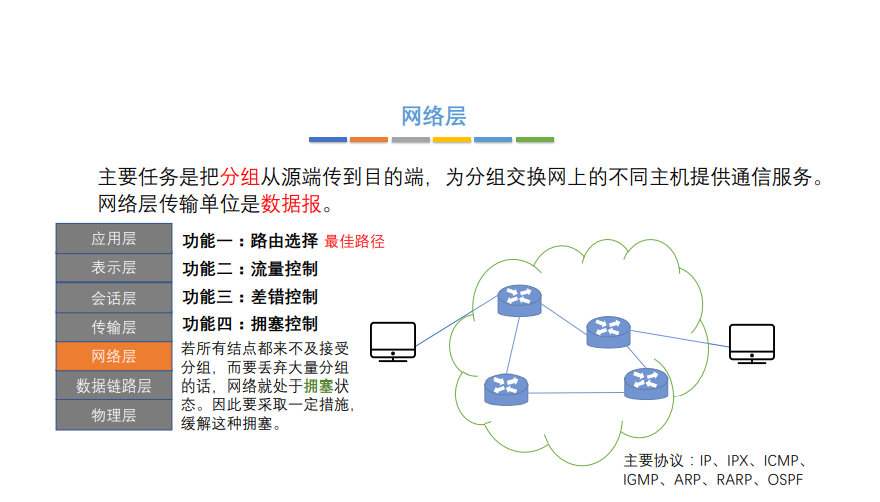 网络层
主要任务是把分组从源端传到目的端，为分组交换网上的不同主机提供通信服务。
网络层传输单位是数据报。
应用层
表示层
会话层
传输层
网络层
数据链路层
物理层
功能一：路由选择 最佳路径
功能二：流量控制
功能三：差错控制
功能四：拥塞控制
若所有结点都来不及接受
分组，而要丢弃大量分组
的话，网络就处于拥塞状
态。因此要采取一定措施，
缓解这种拥塞。
主要协议：IP、IPX、ICMP、
IGMP、ARP、RARP、OSPF